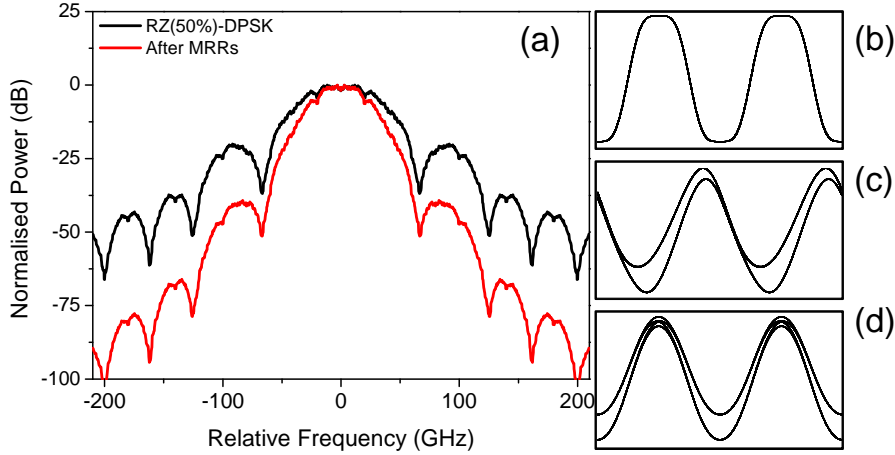 (a)
RZ(50%)-DPSK
After MRRs
25
0
-25
-50
-75
-100
Normalised Power (dB)
-200
-100
0
100
200
Relative Frequency (GHz)
(b)
(c)
(d)